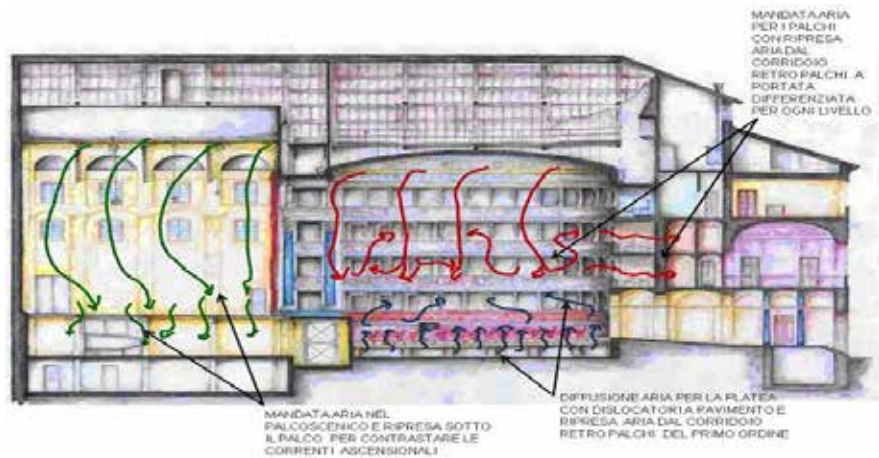 MANDATA ARIA
PER I PALCHI
CON RIPRESA
ARIA DAL
CORRIDOIO
RETRO PALCHI A
PORTATA
DIFFERENZIATA
PER OGNI LIVELLO
MANDATA ARIA NEL
PALCOSCENICO E RIPRESA SOTTO
IL PALCO PER CONTRASTARE LE
CORRENTI ASCENSIONALI
DIFFUSIONE ARIA PER LA PLATEA
CON DISLOCATORI A PAVIMENTO E
RIPRESA ARIA DAL CORRIDOIO
RETRO PALCHI DEL PRIMO ORDINE